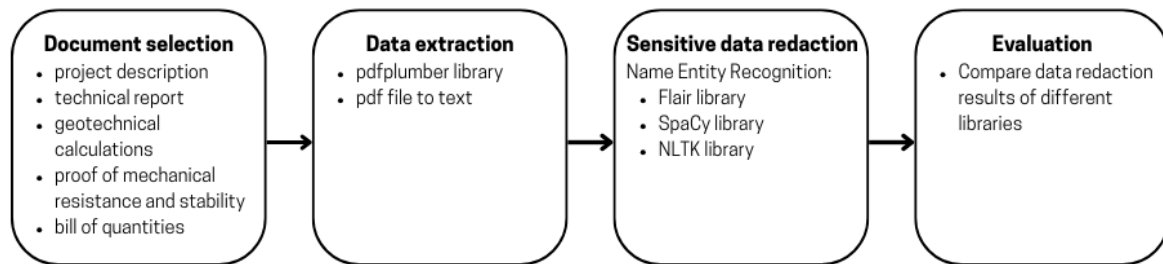 Document selection
• project description
• technical report
• geotechnical
calculations
• proof of mechanical
resistance and stability
• bill of quantities
Data extraction
• pdfplumber library
• pdf file to text
Sensitive data redaction
Name Entity Recognition:
• Flair library
• SpaCy library
• NLTK library
Evaluation
• Compare data redaction
results of different
libraries